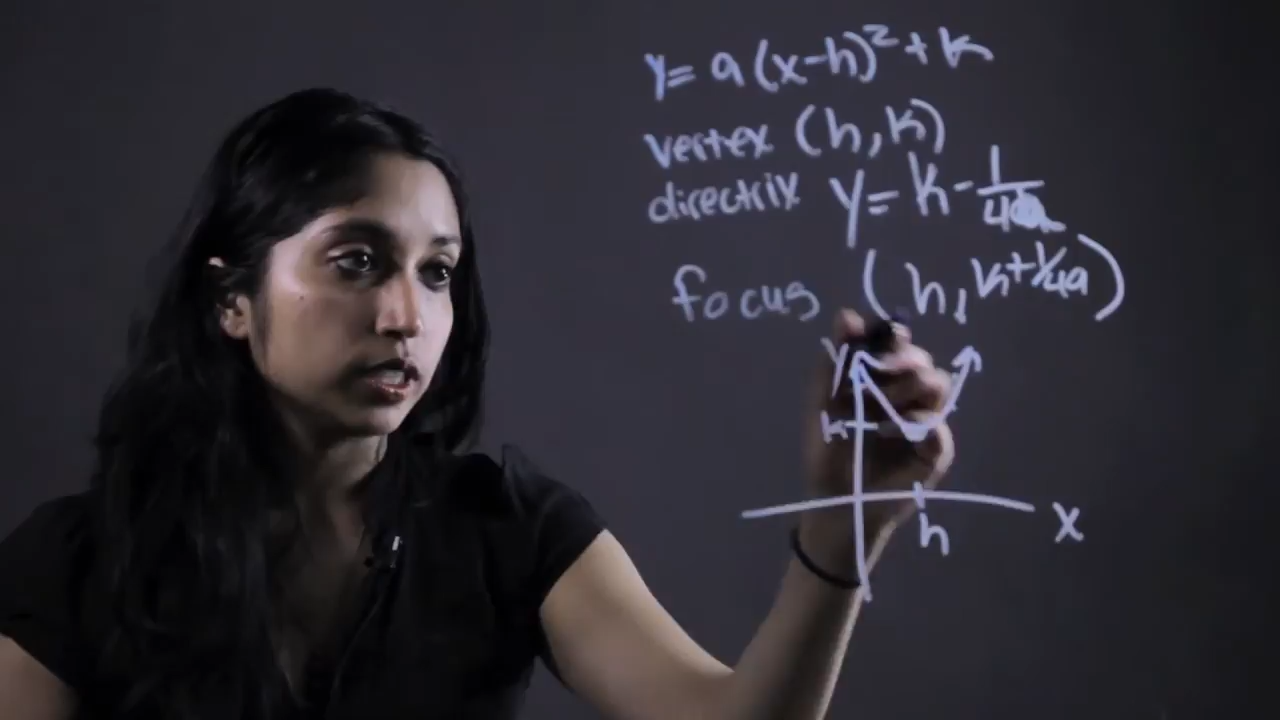 y = a(x-h)² + k
vertex (h, k)
directrix y = k - 1/4a
focus (h, k + 1/4a)
y
k
h
x